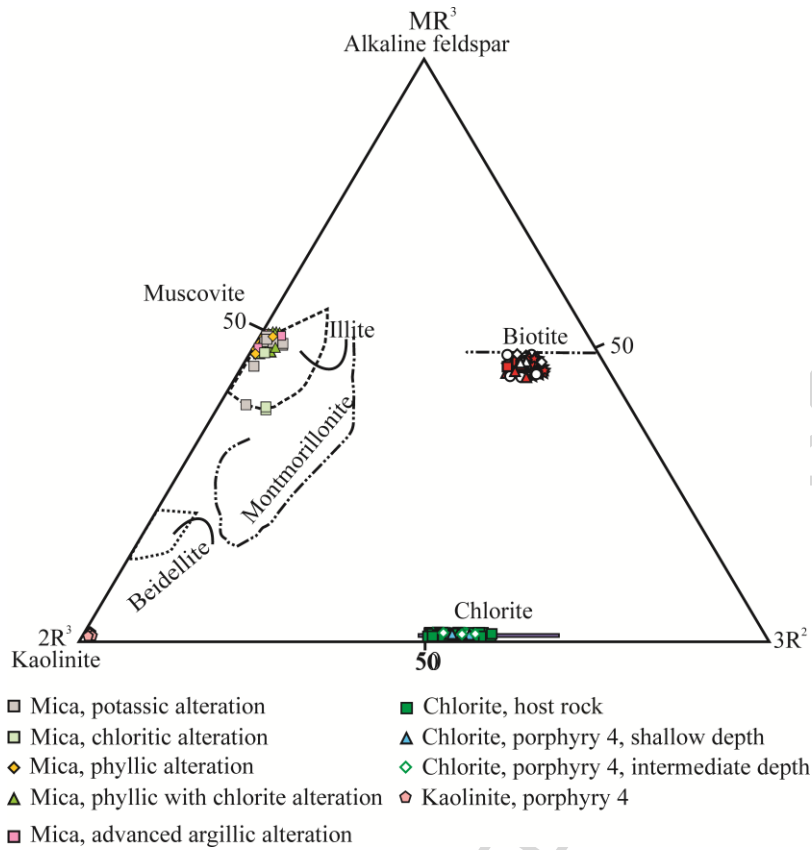 MR³
Alkaline feldspar
Muscovite
50
Illite
Biotite
50
Montmorillonite
Beidellite
Chlorite
2R³
3R²
Kaolinite
50
Mica, potassic alteration
Mica, chloritic alteration
Mica, phyllic alteration
Mica, phyllic with chlorite alteration
Mica, advanced argillic alteration
Chlorite, host rock
Chlorite, porphyry 4, shallow depth
Chlorite, porphyry 4, intermediate depth
Kaolinite, porphyry 4